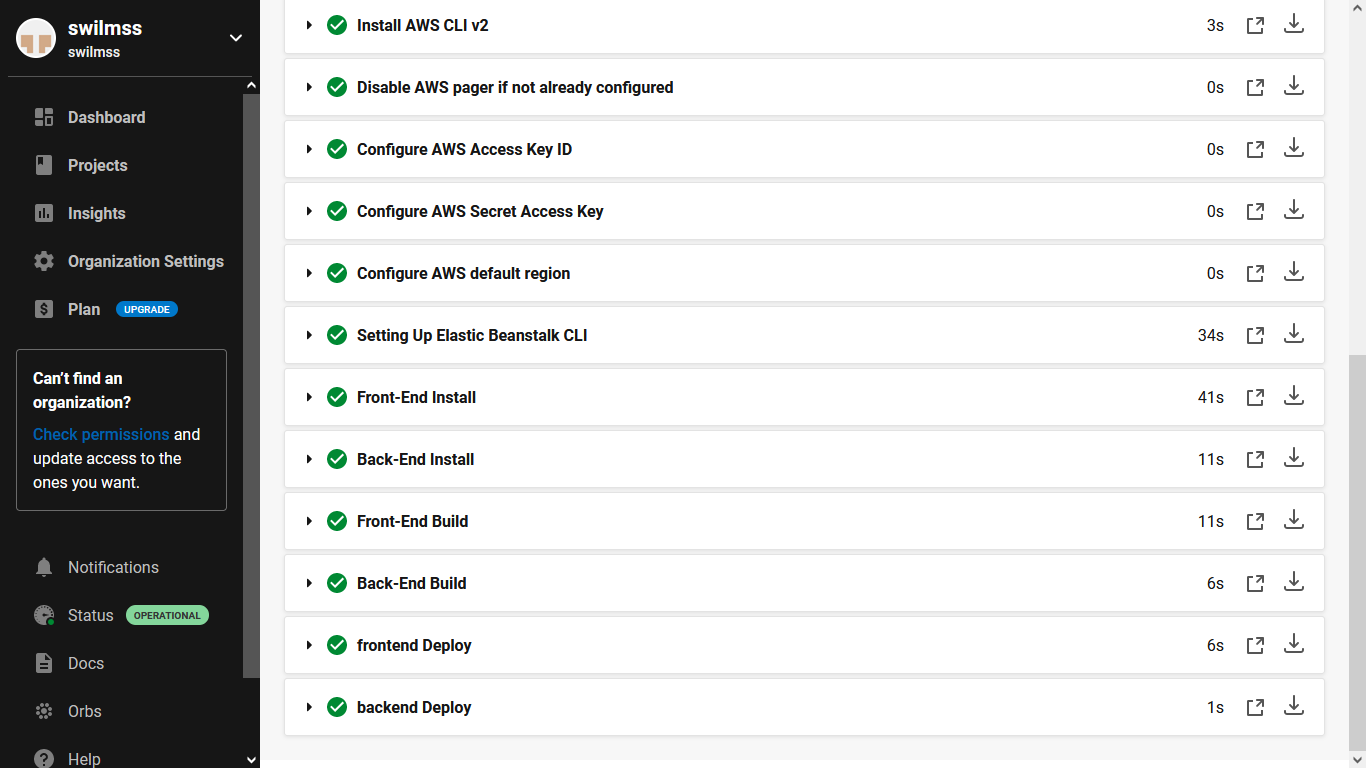 swilmss
swilmss
Dashboard
Projects
Insights
Organization Settings
Plan UPGRADE
Can't find an
organization?
Check permissions and
update access to the
ones you want.
Notifications
Status OPERATIONAL
Docs
Orbs
Help
Install AWS CLI v2 3s
Disable AWS pager if not already configured 0s
Configure AWS Access Key ID 0s
Configure AWS Secret Access Key 0s
Configure AWS default region 0s
Setting Up Elastic Beanstalk CLI 34s
Front-End Install 41s
Back-End Install 11s
Front-End Build 11s
Back-End Build 6s
frontend Deploy 6s
backend Deploy 1s